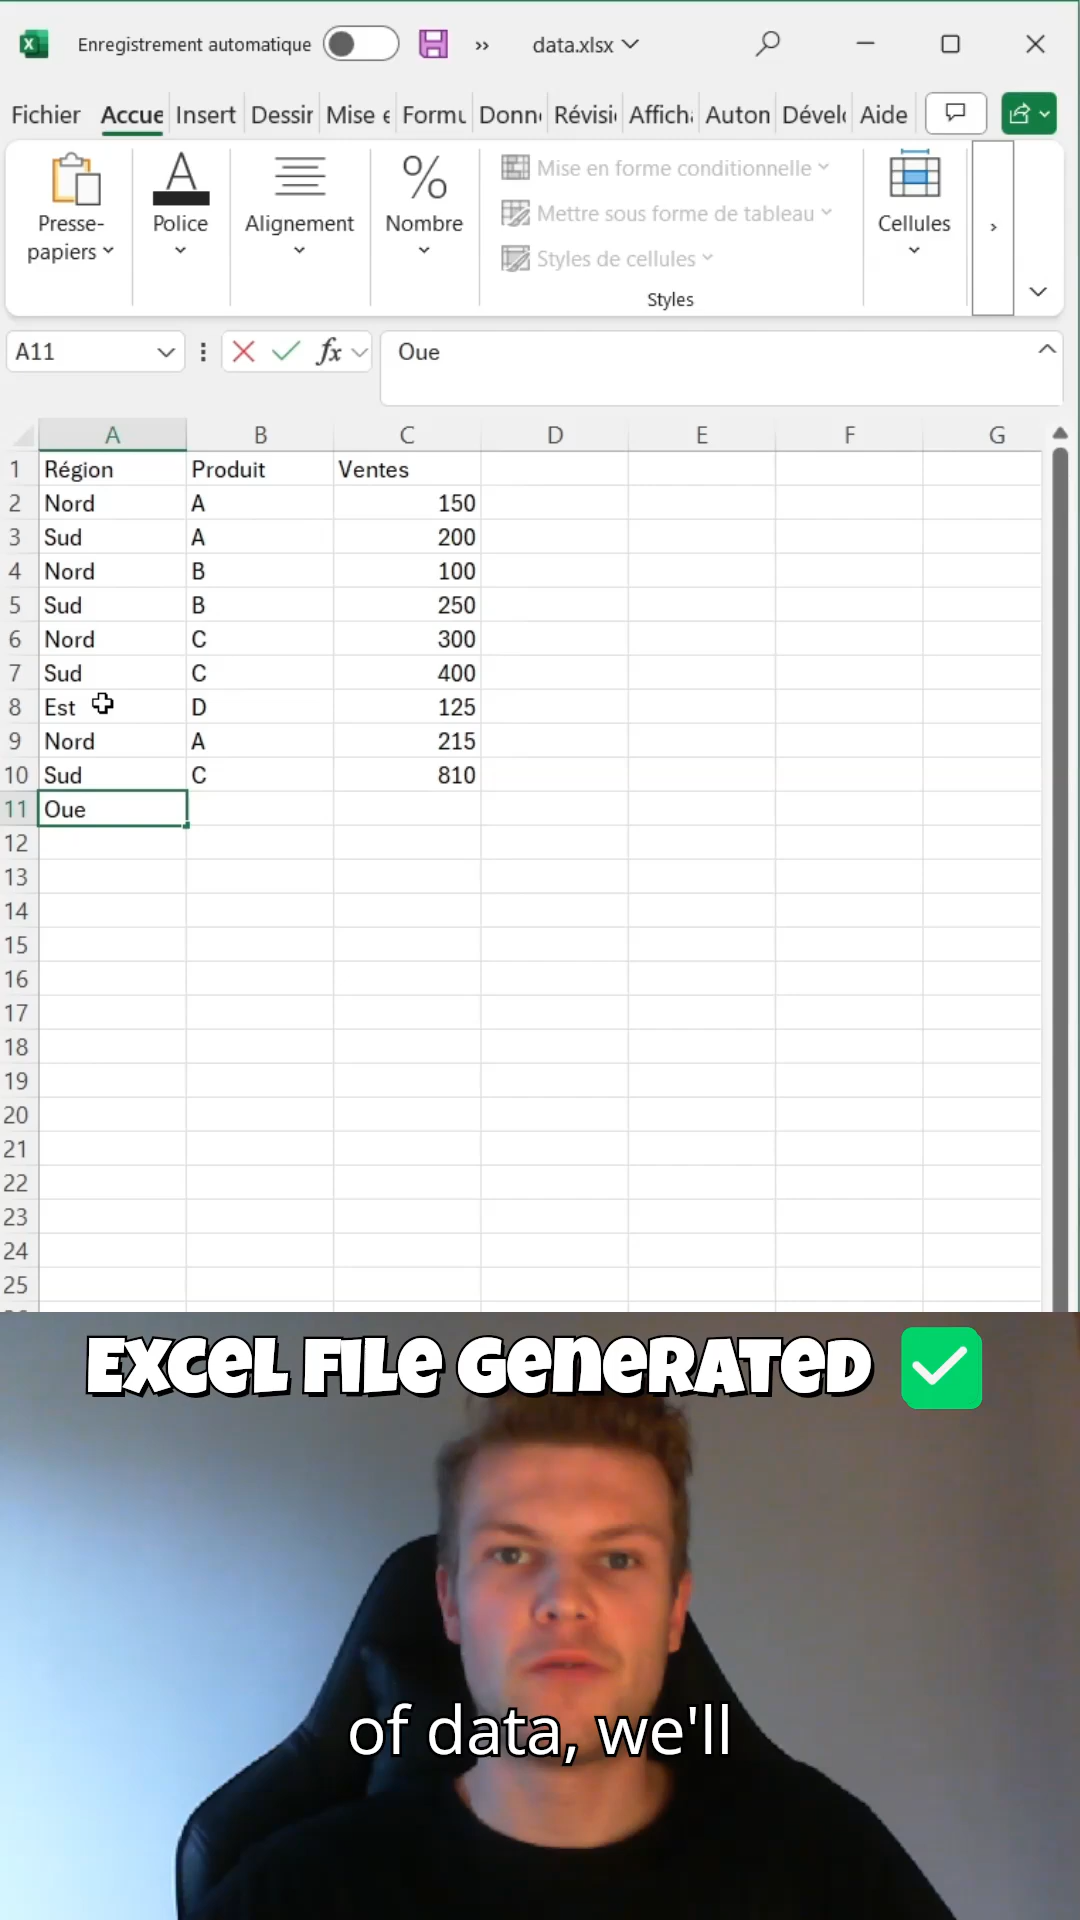 Enregistrement automatique
data.xlsx
Fichier Accue Insert Dessin Mise e Formu Donn Révisi Affich Auton Dével Aide
Presse-papiers
Police
Alignement
%
Nombre
Mise en forme conditionnelle
Mettre sous forme de tableau
Styles de cellules
Styles
Cellules
A11 fx Oue
A B C D E F G
1 Région Produit Ventes
2 Nord A 150
3 Sud A 200
4 Nord B 100
5 Sud B 250
6 Nord C 300
7 Sud C 400
8 Est D 125
9 Nord A 215
10 Sud C 810
11 Oue
12
13
14
15
16
17
18
19
20
21
22
23
24
25
EXCEL FILE GENERATED
of data, we'll